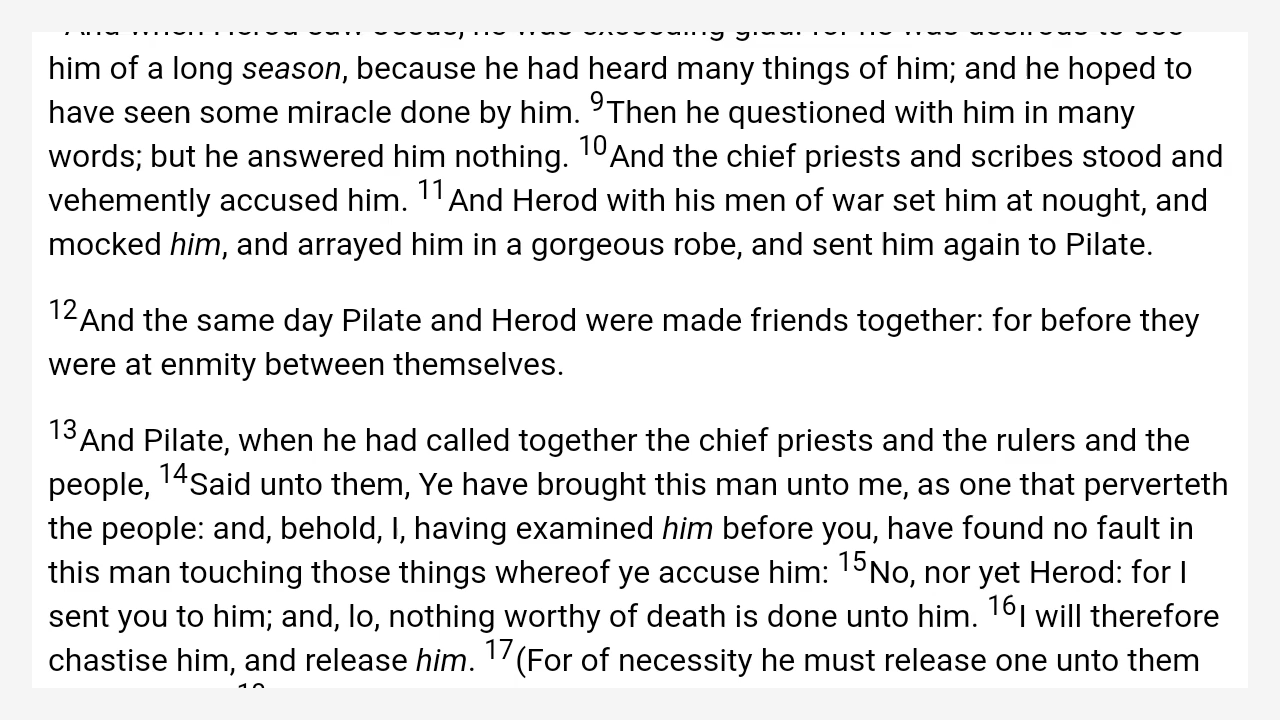 him of a long season, because he had heard many things of him; and he hoped to
have seen some miracle done by him. 9Then he questioned with him in many
words; but he answered him nothing. 10And the chief priests and scribes stood and
vehemently accused him. 11And Herod with his men of war set him at nought, and
mocked him, and arrayed him in a gorgeous robe, and sent him again to Pilate.
12And the same day Pilate and Herod were made friends together: for before they
were at enmity between themselves.
13And Pilate, when he had called together the chief priests and the rulers and the
people, 14Said unto them, Ye have brought this man unto me, as one that perverteth
the people: and, behold, I, having examined him before you, have found no fault in
this man touching those things whereof ye accuse him: 15No, nor yet Herod: for I
sent you to him; and, lo, nothing worthy of death is done unto him. 16I will therefore
chastise him, and release him. 17(For of necessity he must release one unto them